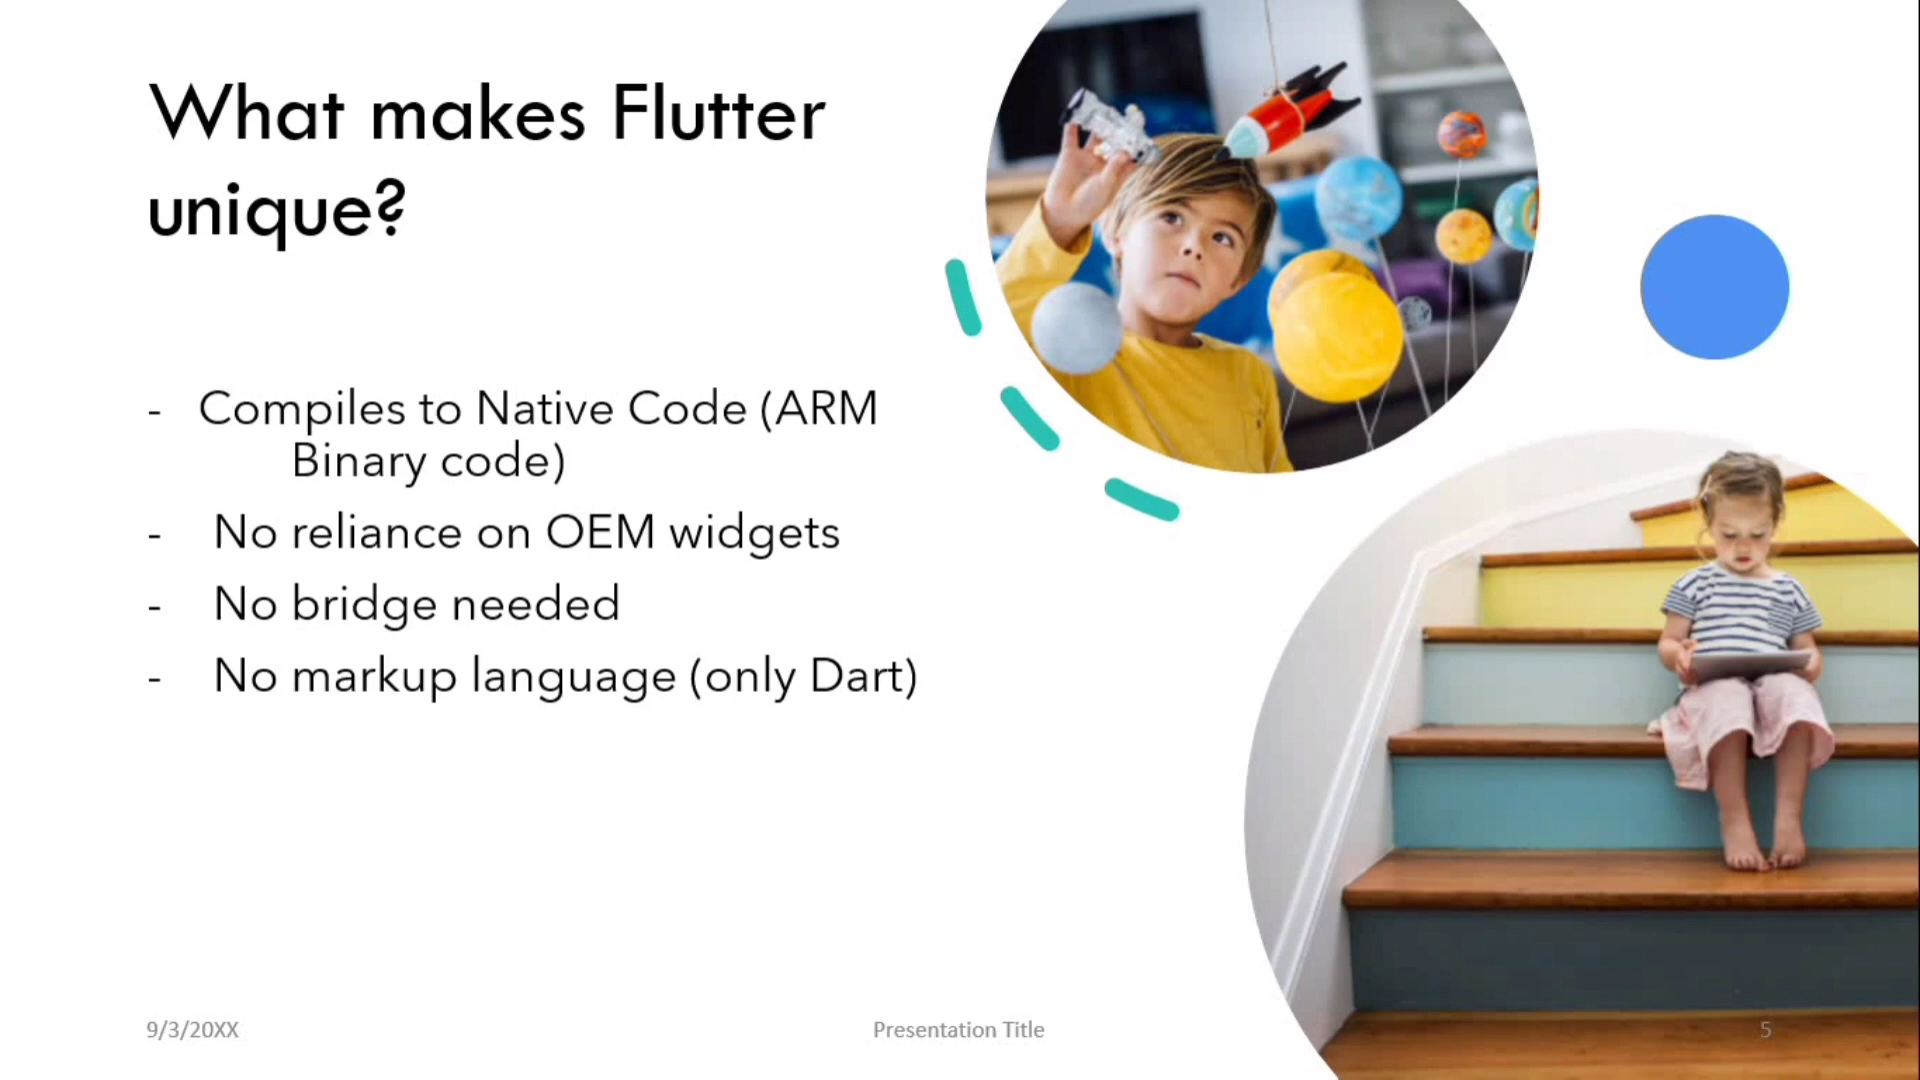 What makes Flutter
unique?
- Compiles to Native Code (ARM
Binary code)
- No reliance on OEM widgets
- No bridge needed
- No markup language (only Dart)
9/3/20XX
Presentation Title
5